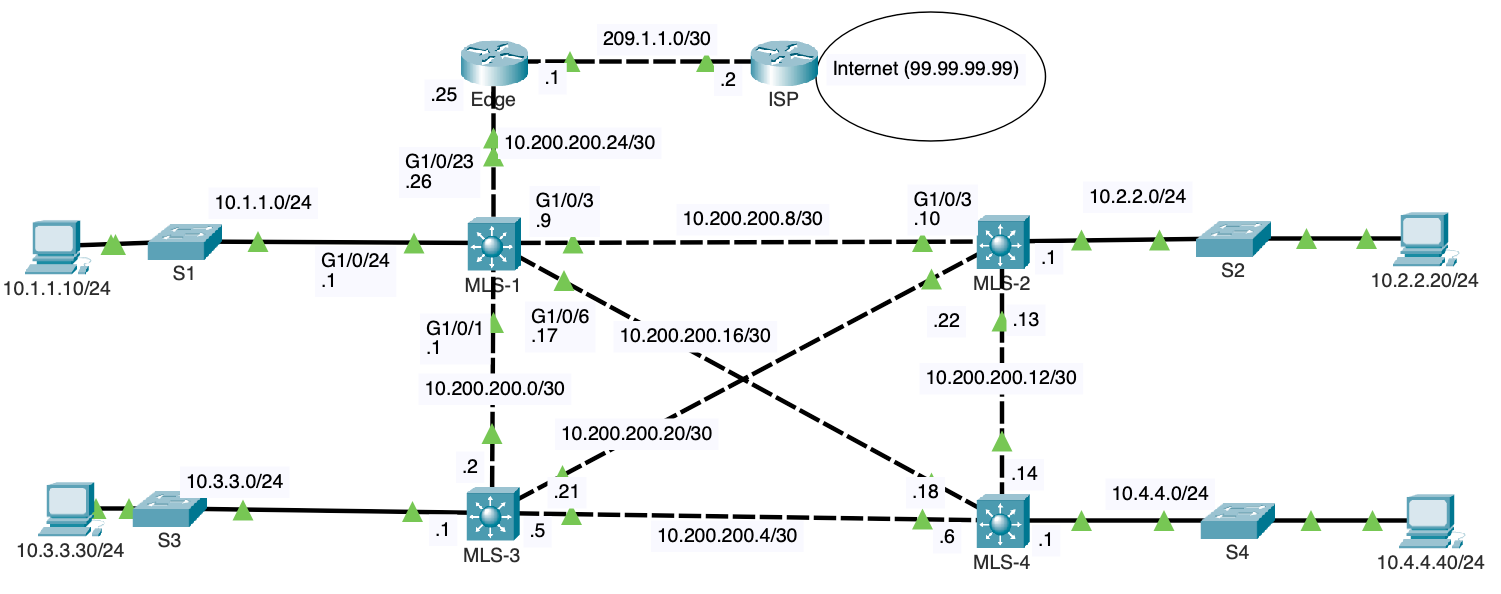 209.1.1.0/30
Internet (99.99.99.99)
.1
.2
.25
Edge
ISP
10.200.200.24/30
G1/0/23
.26
10.1.1.0/24
G1/0/3
.9
10.200.200.8/30
G1/0/3
.10
10.2.2.0/24
S1
G1/0/24
.1
MLS-1
MLS-2
.1
S2
10.1.1.10/24
10.2.2.20/24
G1/0/1
.1
G1/0/6
.17
10.200.200.16/30
.22
.13
10.200.200.0/30
10.200.200.12/30
10.200.200.20/30
.2
.21
.18
.14
10.3.3.0/24
10.4.4.0/24
S3
.1
MLS-3
.5
10.200.200.4/30
.6
MLS-4
.1
S4
10.3.3.30/24
10.4.4.40/24